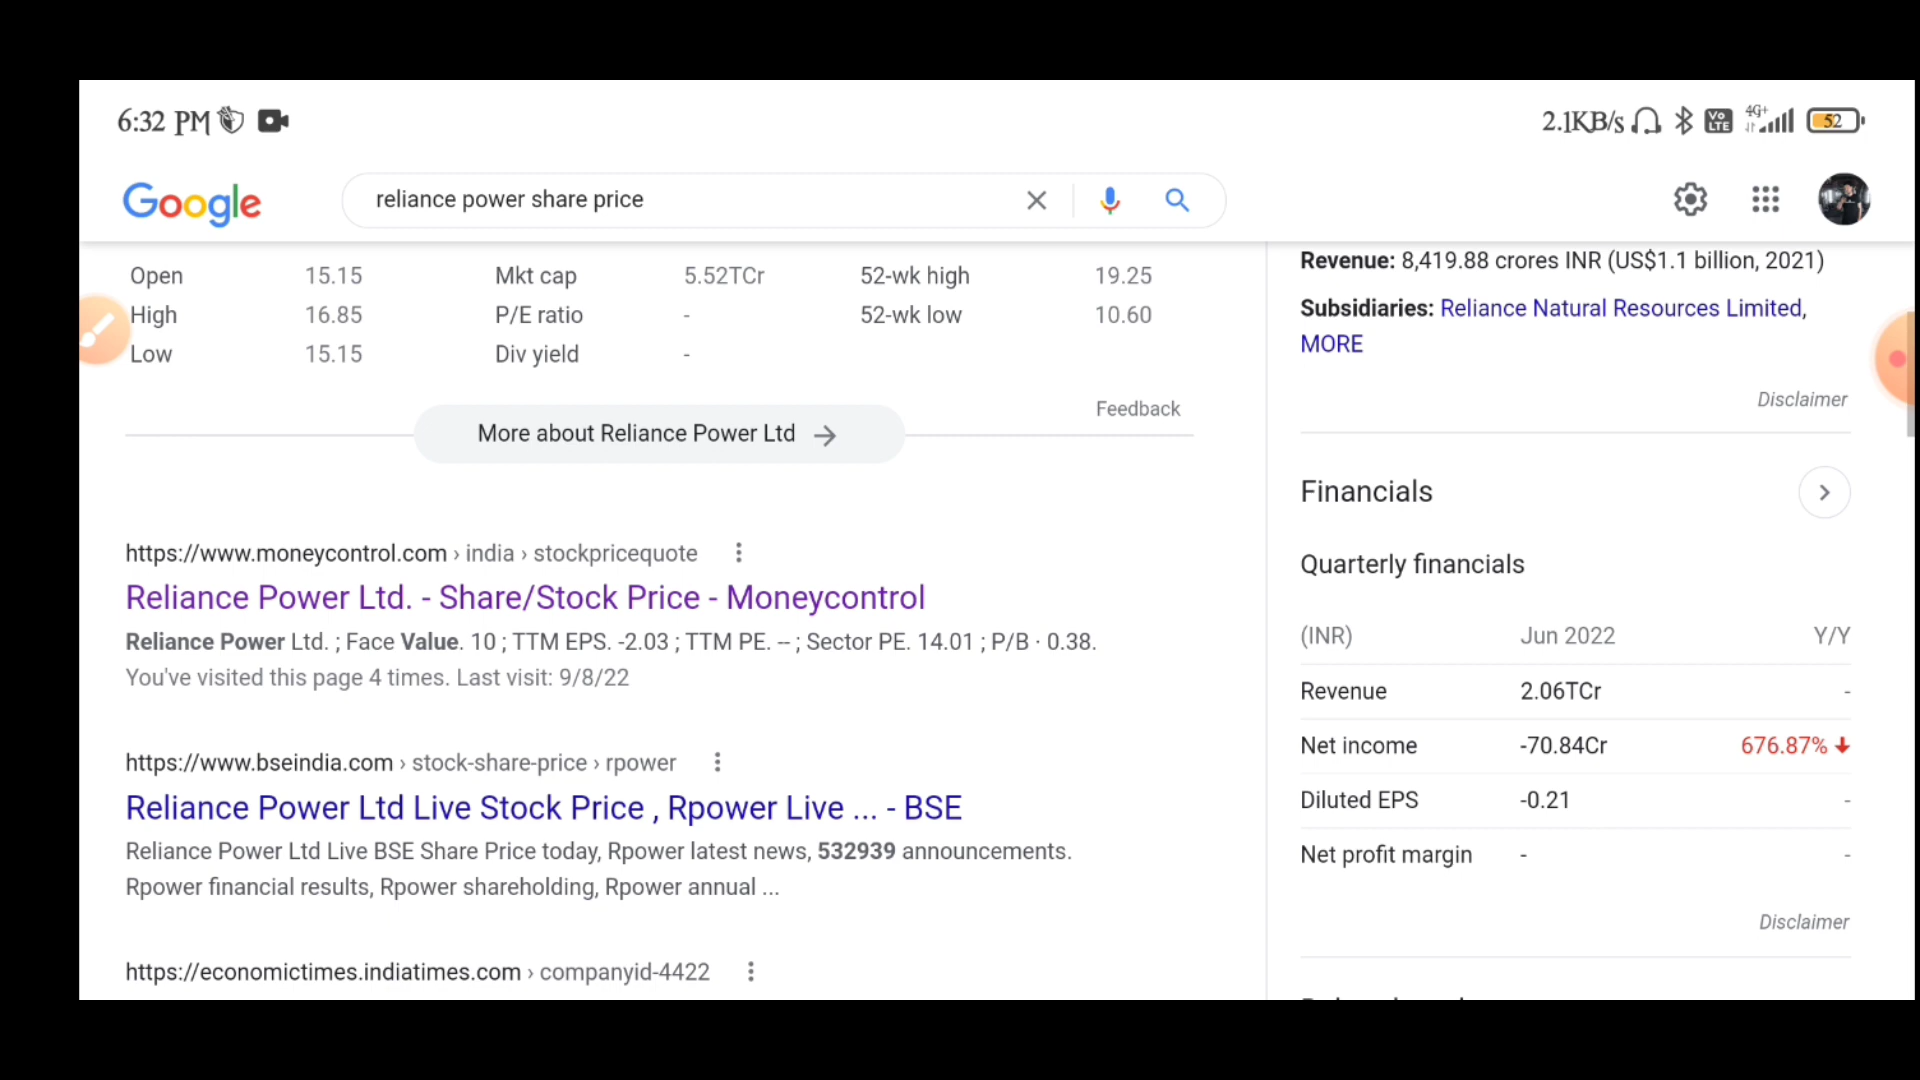 6:32 PM
2.1KB/s Vo LTE 4G+ 52
Google
reliance power share price
Open 15.15 Mkt cap 5.52TCr 52-wk high 19.25
High 16.85 P/E ratio - 52-wk low 10.60
Low 15.15 Div yield -
Feedback
More about Reliance Power Ltd →
https://www.moneycontrol.com › india › stockpricequote
Reliance Power Ltd. - Share/Stock Price - Moneycontrol
Reliance Power Ltd. ; Face Value. 10 ; TTM EPS. -2.03 ; TTM PE. -- ; Sector PE. 14.01 ; P/B · 0.38.
You've visited this page 4 times. Last visit: 9/8/22
https://www.bseindia.com › stock-share-price › rpower
Reliance Power Ltd Live Stock Price , Rpower Live ... - BSE
Reliance Power Ltd Live BSE Share Price today, Rpower latest news, 532939 announcements.
Rpower financial results, Rpower shareholding, Rpower annual ...
https://economictimes.indiatimes.com › companyid-4422
Revenue: 8,419.88 crores INR (US$1.1 billion, 2021)
Subsidiaries: Reliance Natural Resources Limited,
MORE
Disclaimer
Financials
Quarterly financials
(INR) Jun 2022 Y/Y
Revenue 2.06TCr -
Net income -70.84Cr 676.87%
Diluted EPS -0.21 -
Net profit margin - -
Disclaimer